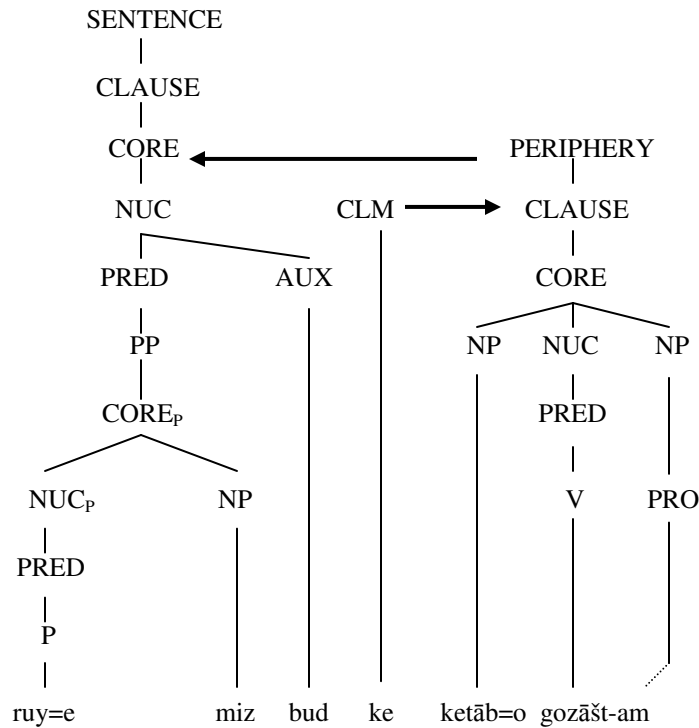 SENTENCE
CLAUSE
CORE PERIPHERY
NUC CLM CLAUSE
PRED AUX CORE
PP NP NUC NP
COREP PRED
NUCP NP V PRO
PRED
P
ruy=e miz bud ke ketāb=o gozāšt-am